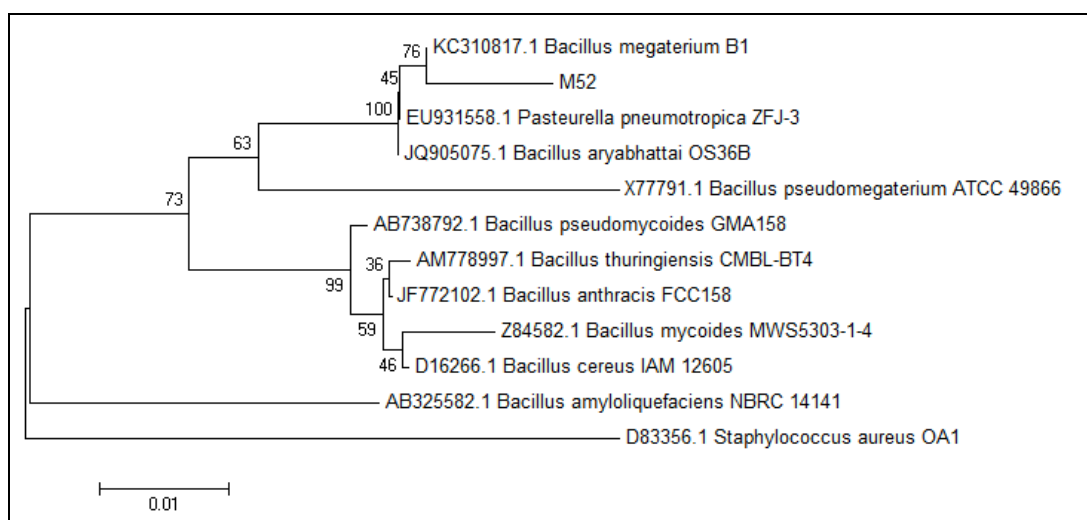 76
KC310817.1 Bacillus megaterium B1
45
M52
100
EU931558.1 Pasteurella pneumotropica ZFJ-3
63
JQ905075.1 Bacillus aryabhattai OS36B
73
X77791.1 Bacillus pseudomegaterium ATCC 49866
AB738792.1 Bacillus pseudomycoides GMA158
36
AM778997.1 Bacillus thuringiensis CMBL-BT4
99
JF772102.1 Bacillus anthracis FCC158
59
Z84582.1 Bacillus mycoides MWS5303-1-4
46
D16266.1 Bacillus cereus IAM 12605
AB325582.1 Bacillus amyloliquefaciens NBRC 14141
D83356.1 Staphylococcus aureus OA1
0.01